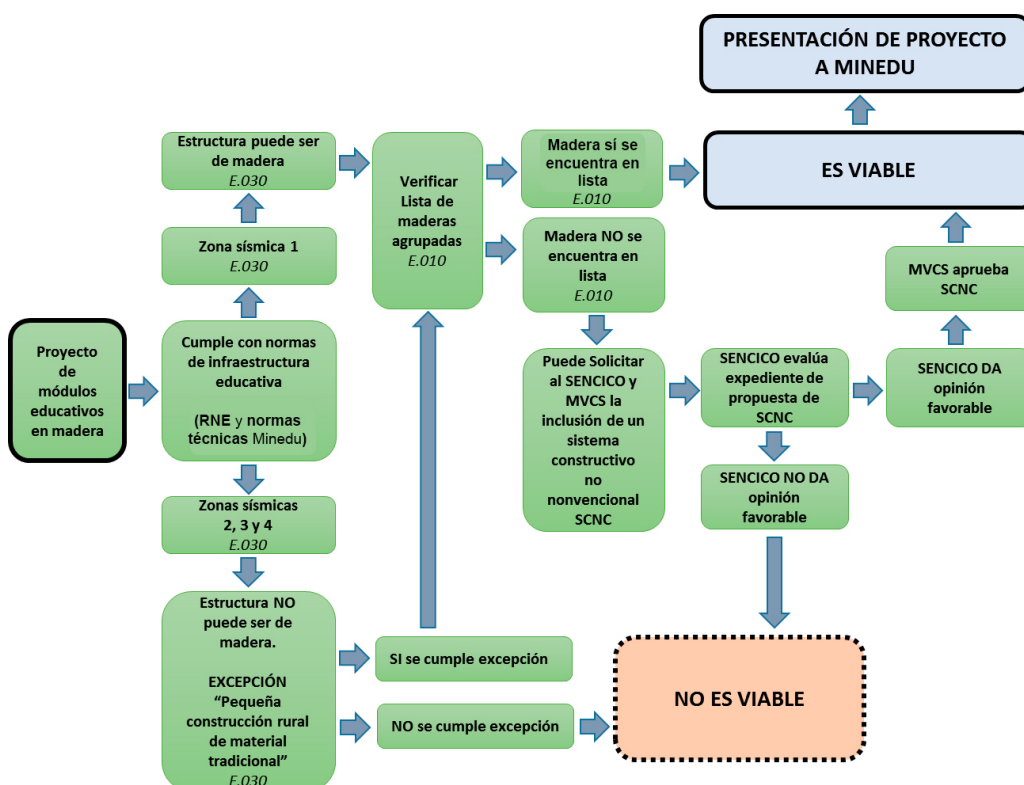 PRESENTACIÓN DE PROYECTO
A MINEDU
Estructura puede ser
de madera
E.030
Verificar
Lista de
maderas
agrupadas
E.010
Madera sí se
encuentra en
lista
E.010
ES VIABLE
Zona sísmica 1
E.030
Madera NO se
encuentra en
lista
E.010
MVCS aprueba
SCNC
Proyecto
de
módulos
educativos
en madera
Cumple con normas
de infraestructura
educativa
(RNE y normas
técnicas Minedu)
Puede Solicitar
al SENCICO y
MVCS la
inclusión de un
sistema
constructivo
no
nonvencional
SCNC
SENCICO evalúa
expediente de
propuesta de
SCNC
SENCICO DA
opinión
favorable
SENCICO NO DA
opinión
favorable
Zonas sísmicas
2, 3 y 4
E.030
Estructura NO
puede ser de
madera.
EXCEPCIÓN
“Pequeña
construcción rural
de material
tradicional”
E.030
SI se cumple excepción
NO se cumple excepción
NO ES VIABLE